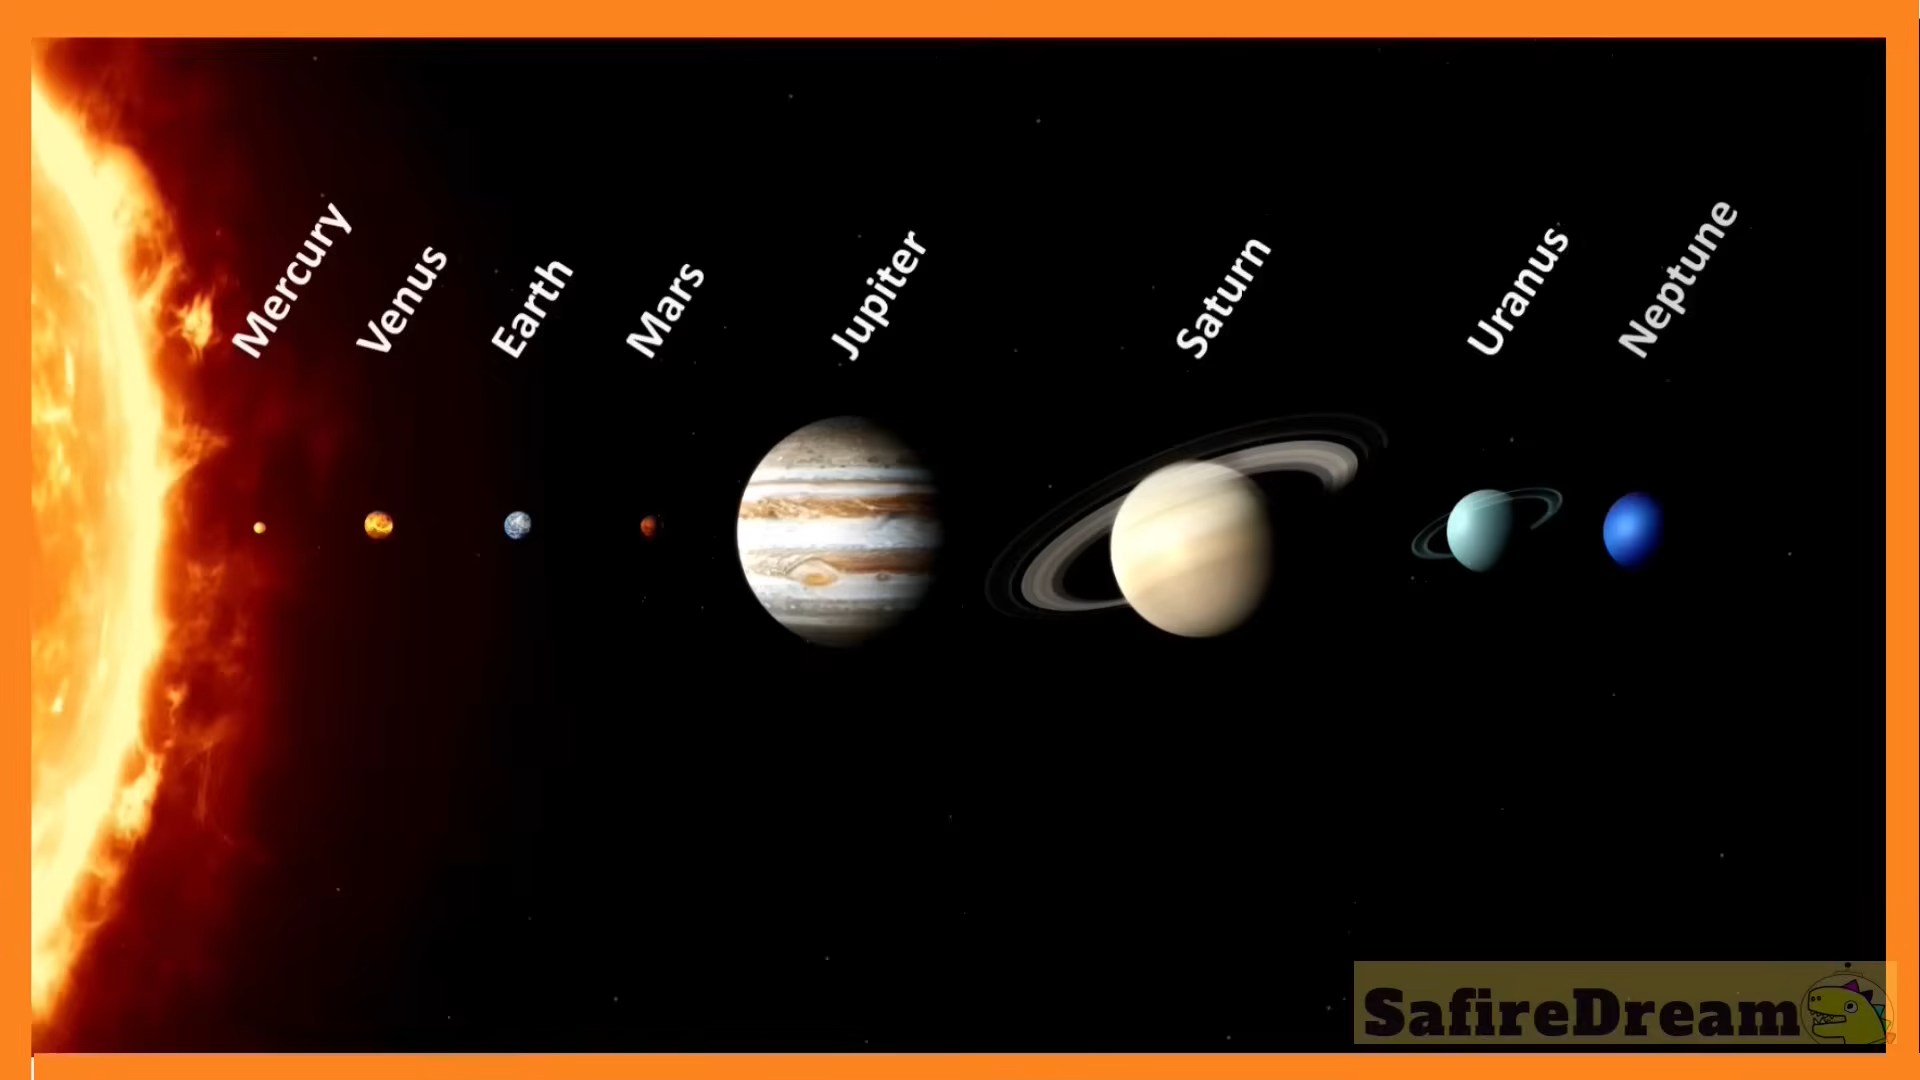 Mercury
Venus
Earth
Mars
Jupiter
Saturn
Uranus
Neptune
SafireDream